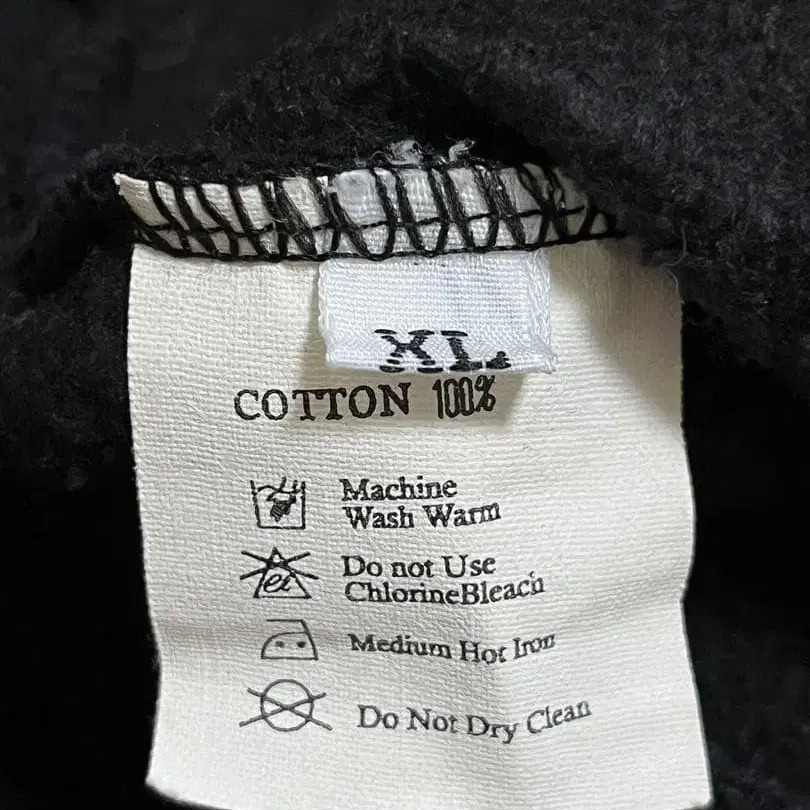 XL
COTTON 100%
Machine
Wash Warm
Do not Use
ChlorineBleach
Medium Hot Iron
Do Not Dry Clean